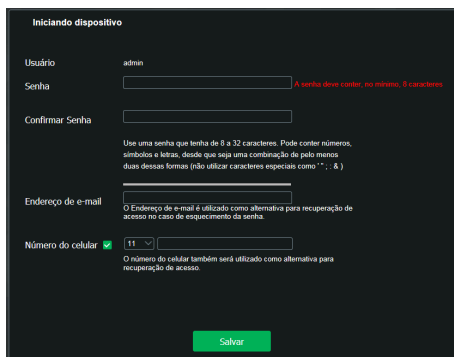 Iniciando dispositivo
Usuário admin
Senha A senha deve conter, no mínimo, 8 caracteres
Confirmar Senha
Use uma senha que tenha de 8 a 32 caracteres. Pode conter números,
símbolos e letras, desde que seja uma combinação de pelo menos
duas dessas formas (não utilizar caracteres especiais como ' " ; : & )
Endereço de e-mail
O Endereço de e-mail é utilizado como alternativa para recuperação de
acesso no caso de esquecimento da senha.
Número do celular 11
O número do celular também será utilizado como alternativa para
recuperação de acesso.
Salvar